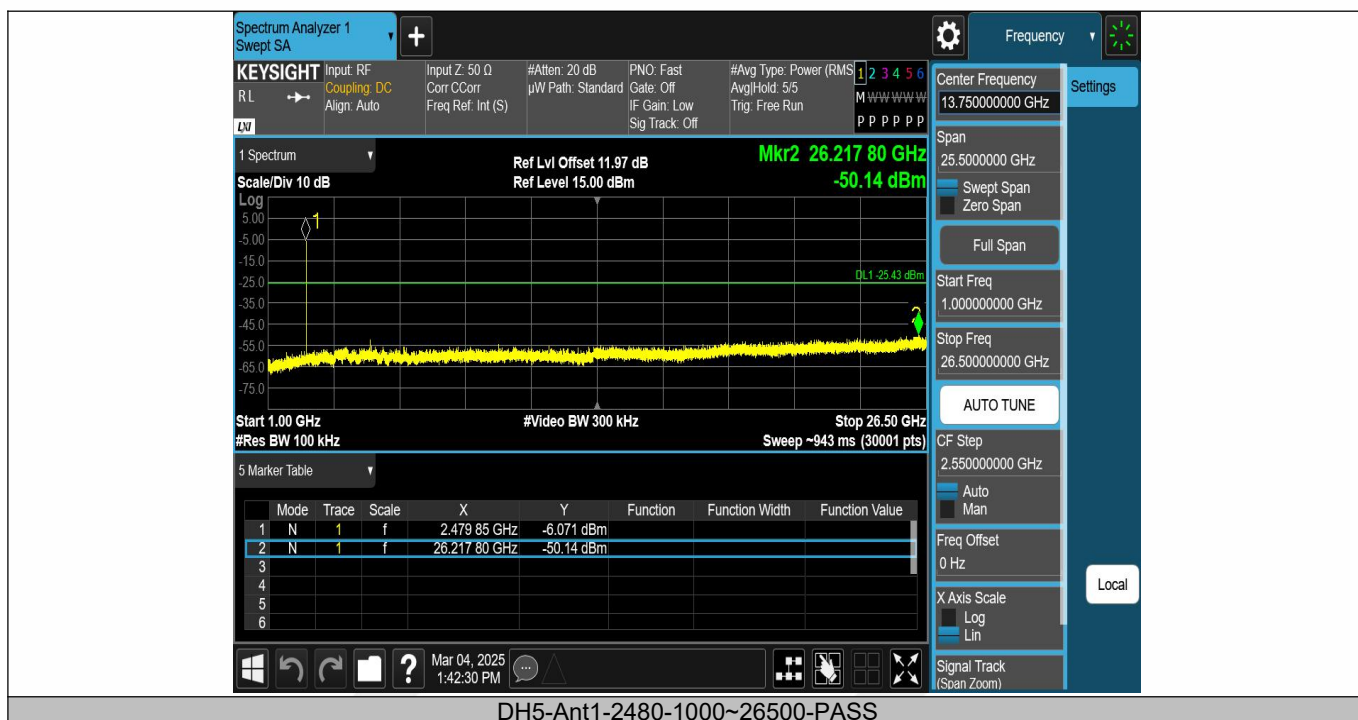 Spectrum Analyzer 1
Swept SA
+
Frequency
KEYSIGHT
RL
LXI
Input: RF
Coupling: DC
Align: Auto
Input Z: 50 Ω
Corr CCorr
Freq Ref: Int (S)
#Atten: 20 dB
µW Path: Standard
PNO: Fast
Gate: Off
IF Gain: Low
Sig Track: Off
#Avg Type: Power (RMS
Avg|Hold: 5/5
Trig: Free Run
1 2 3 4 5 6
M W W W W W
P P P P P P
Center Frequency
13.750000000 GHz
Settings
1 Spectrum
Scale/Div 10 dB
Ref Lvl Offset 11.97 dB
Ref Level 15.00 dBm
Mkr2 26.217 80 GHz
-50.14 dBm
Span
25.5000000 GHz
Swept Span
Zero Span
Full Span
Log
5.00
-5.00
-15.0
-25.0
-35.0
-45.0
-55.0
-65.0
-75.0
1
2
DL1 -25.43 dBm
Start Freq
1.000000000 GHz
Stop Freq
26.500000000 GHz
AUTO TUNE
Start 1.00 GHz
#Video BW 300 kHz
Stop 26.50 GHz
#Res BW 100 kHz
Sweep ~943 ms (30001 pts)
CF Step
2.550000000 GHz
Auto
Man
5 Marker Table
Mode Trace Scale X Y Function Function Width Function Value
1 N 1 f 2.479 85 GHz -6.071 dBm
2 N 1 f 26.217 80 GHz -50.14 dBm
3
4
5
6
Freq Offset
0 Hz
Local
X Axis Scale
Log
Lin
?
Mar 04, 2025
1:42:30 PM
Signal Track
(Span Zoom)
DH5-Ant1-2480-1000~26500-PASS